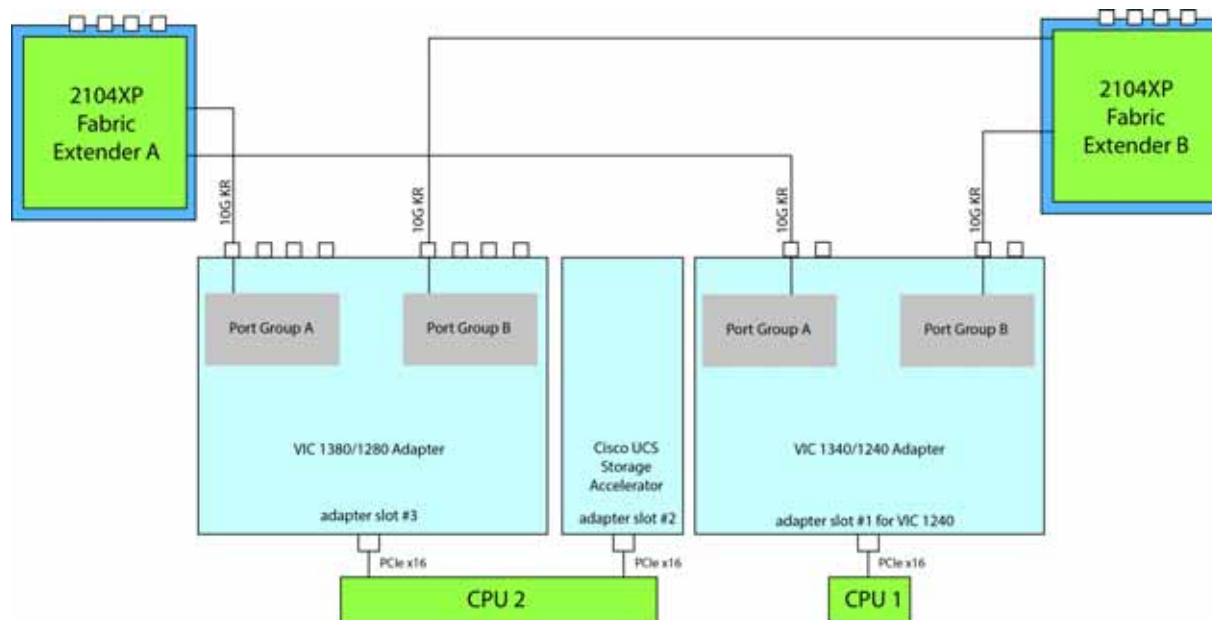 2104XP
Fabric
Extender A
2104XP
Fabric
Extender B
10G KR
10G KR
10G KR
10G KR
Port Group A
Port Group B
Port Group A
Port Group B
VIC 1380/1280 Adapter
adapter slot #3
Cisco UCS
Storage
Accelerator
adapter slot #2
VIC 1340/1240 Adapter
adapter slot #1 for VIC 1240
PCIe x16
PCIe x16
PCIe x16
CPU 2
CPU 1